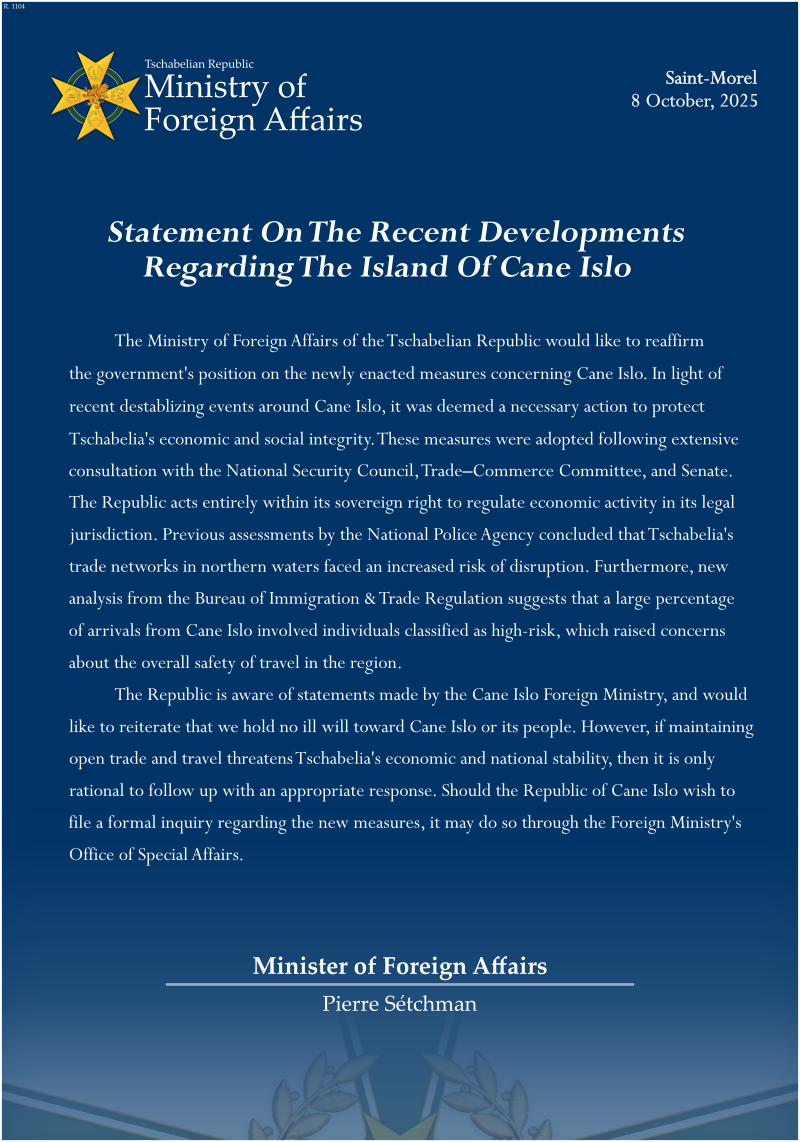 R. 1104
Tschabelian Republic
Ministry of
Foreign Affairs
Saint-Morel
8 October, 2025
Statement On The Recent Developments
Regarding The Island Of Cane Islo
The Ministry of Foreign Affairs of the Tschabelian Republic would like to reaffirm
the government's position on the newly enacted measures concerning Cane Islo. In light of
recent destablizing events around Cane Islo, it was deemed a necessary action to protect
Tschabelia's economic and social integrity. These measures were adopted following extensive
consultation with the National Security Council, Trade–Commerce Committee, and Senate.
The Republic acts entirely within its sovereign right to regulate economic activity in its legal
jurisdiction. Previous assessments by the National Police Agency concluded that Tschabelia's
trade networks in northern waters faced an increased risk of disruption. Furthermore, new
analysis from the Bureau of Immigration & Trade Regulation suggests that a large percentage
of arrivals from Cane Islo involved individuals classified as high-risk, which raised concerns
about the overall safety of travel in the region.
The Republic is aware of statements made by the Cane Islo Foreign Ministry, and would
like to reiterate that we hold no ill will toward Cane Islo or its people. However, if maintaining
open trade and travel threatens Tschabelia's economic and national stability, then it is only
rational to follow up with an appropriate response. Should the Republic of Cane Islo wish to
file a formal inquiry regarding the new measures, it may do so through the Foreign Ministry's
Office of Special Affairs.
Minister of Foreign Affairs
Pierre Sétchman